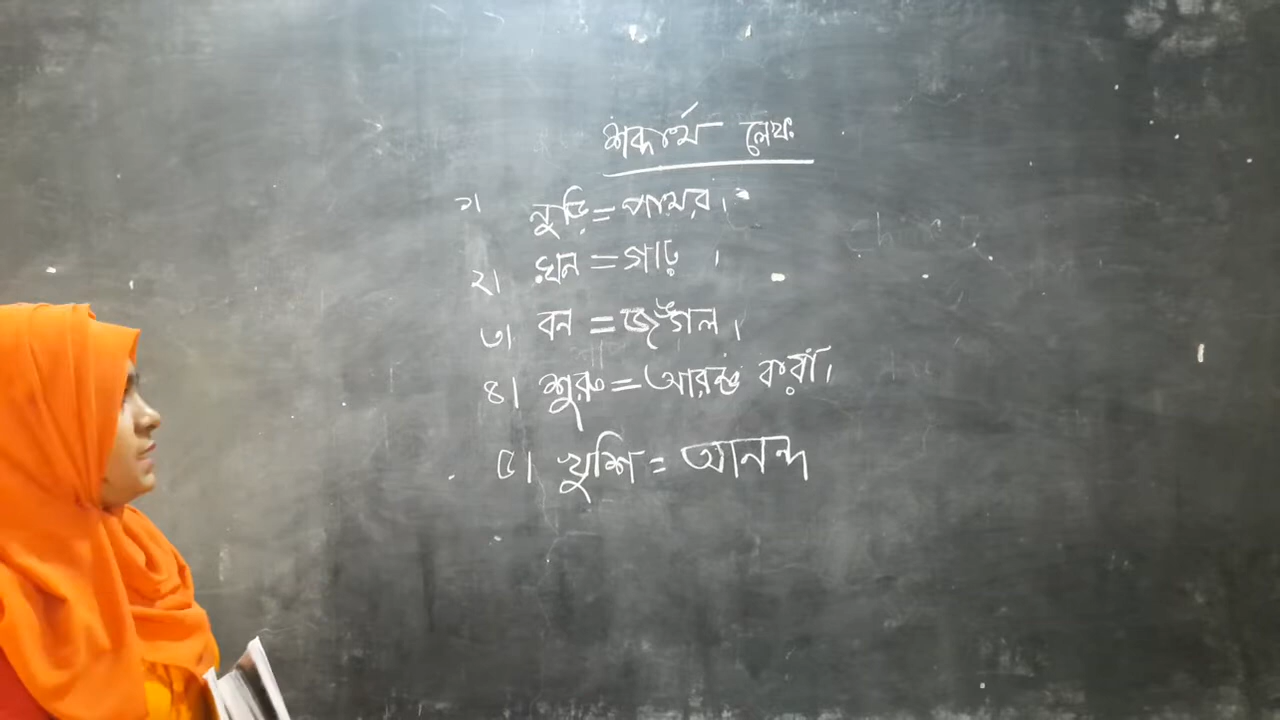 শব্দার্থ লেখঃ
১। নুড়ি = পাথর।
২। ঘন = গাঢ় ।
৩। বন = জঙ্গল।
৪। শুরু = আরম্ভ করা।
৫। খুশি = আনন্দ